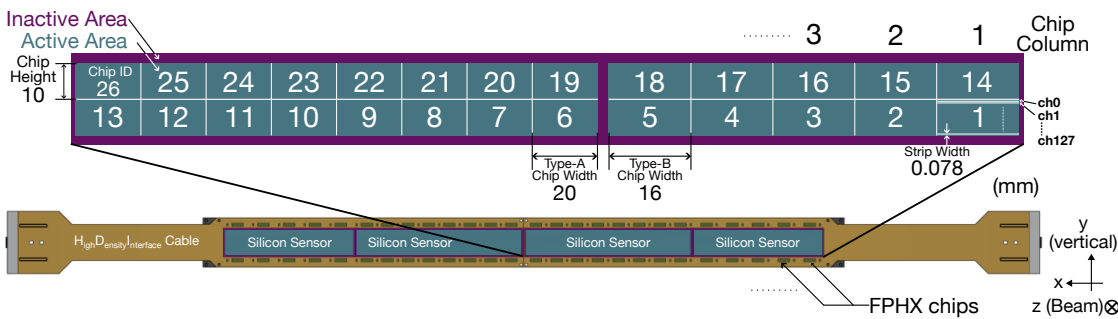 Inactive Area
Active Area
3 2 1
Chip
Column
Chip
Height
10
Chip ID
26 25 24 23 22 21 20 19 18 17 16 15 14
13 12 11 10 9 8 7 6 5 4 3 2 1
ch0
ch1
ch127
Type-A
Chip Width
20
Type-B
Chip Width
16
Strip Width
0.078
(mm)
HighDensityInterface Cable
Silicon Sensor Silicon Sensor Silicon Sensor Silicon Sensor
y
(vertical)
x
z (Beam)
FPHX chips